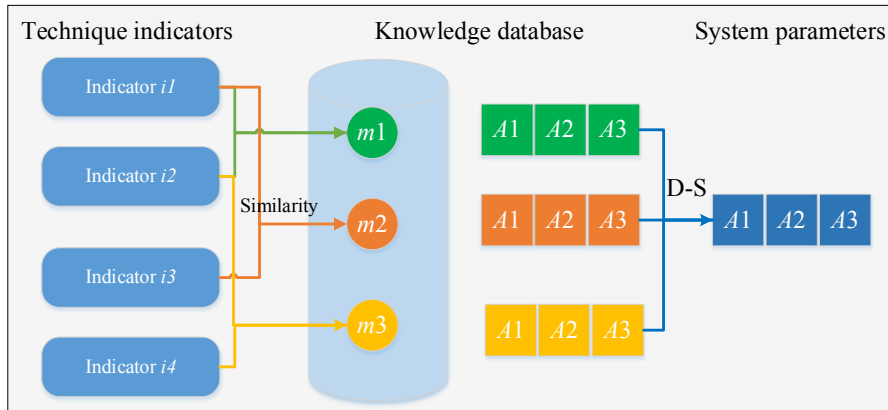 Technique indicators
Knowledge database
System parameters
Indicator i1
Indicator i2
Indicator i3
Indicator i4
Similarity
m1
m2
m3
A1 A2 A3
A1 A2 A3
A1 A2 A3
D-S
A1 A2 A3